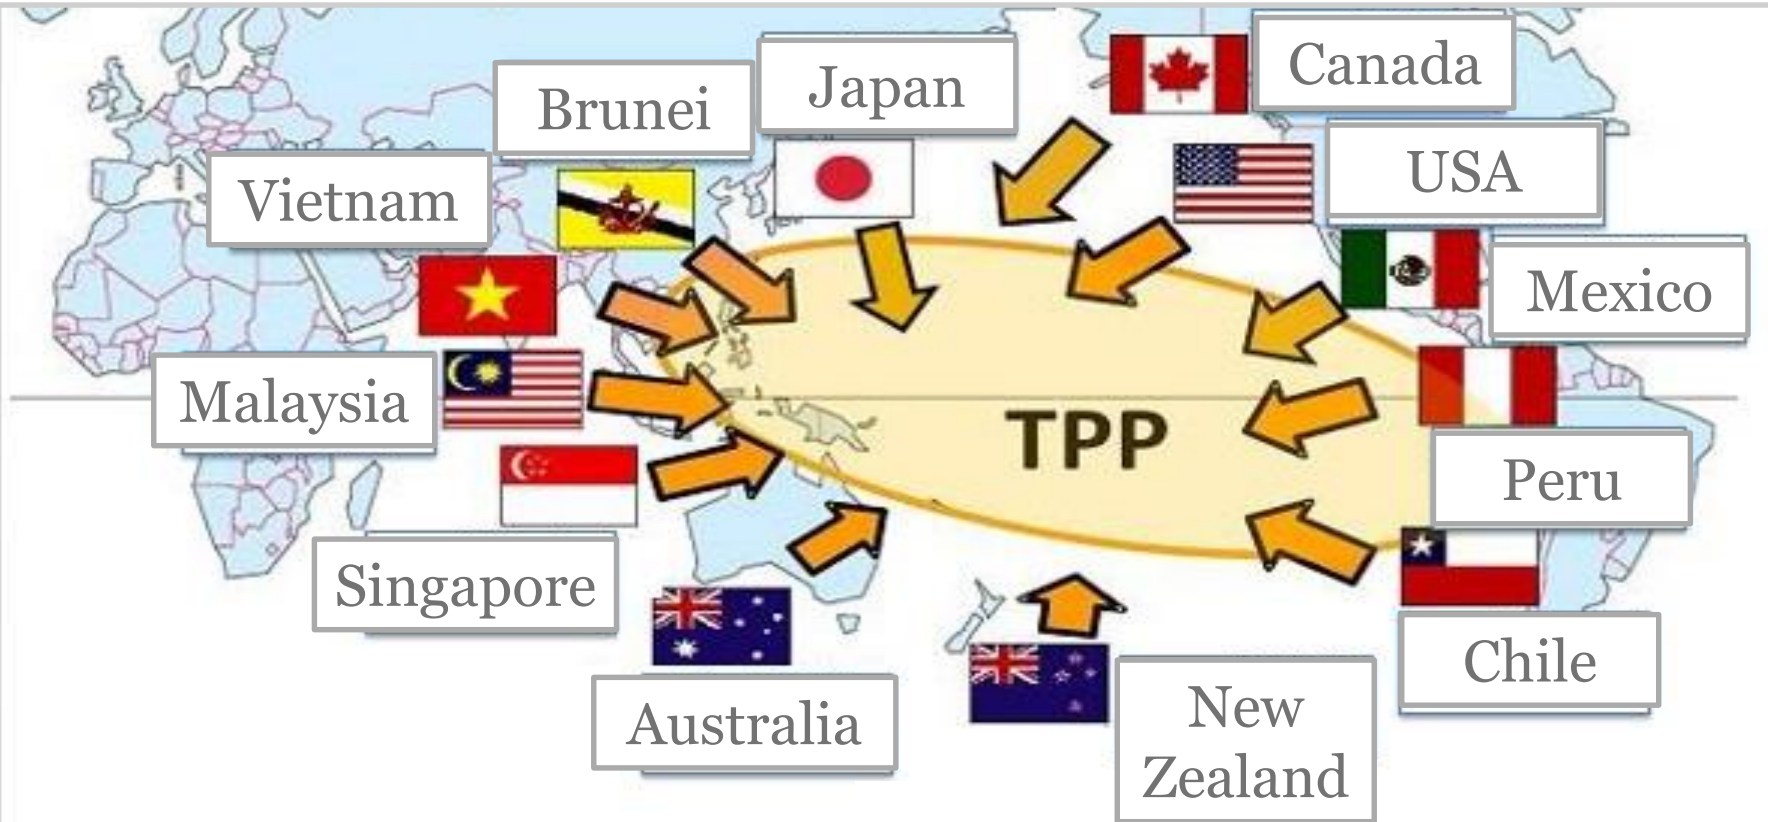 Canada
Japan
Brunei
USA
Vietnam
Mexico
Malaysia
TPP
Peru
Singapore
Chile
Australia
New
Zealand